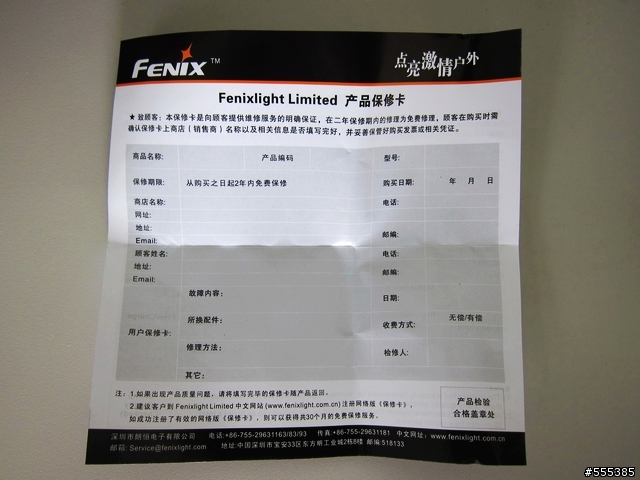 FENIX™
点亮激情户外
Fenixlight Limited 产品保修卡
★ 致顾客：本保修卡是向顾客提供维修服务的明确保证，在二年保修期内的修理为免费修理，顾客在购买时需
确认保修卡上商店（销售商）名称以及相关信息是否填写完好，并妥善保管好购买发票或相关凭证。
商品名称： 产品编码 型号：
保修期限： 从购买之日起2年内免费保修 购买日期： 年 月 日
商店名称： 电话：
网址：
地址： 邮编：
Email:
顾客姓名： 电话：
地址： 邮编：
Email:
故障内容： 日期：
所换配件： 收费方式： 无偿/有偿
用户保修卡：
修理方法： 检修人：
其它：
注：1.如果出现产品质量问题，请将填写完毕的保修卡随产品返回。
2.建议客户到 Fenixlight Limited 中文网站 (www.fenixlight.com.cn) 注册网络版《保修卡》，
如成功注册了有效的网络版《保修卡》，则可以获得共30个月的免费保修服务。
产品检验
合格盖章处
深圳市朗恒电子有限公司 电话:+86-755-29631163/83/93 传真:+86-755-29631181 中文网址: www.fenixlight.com.cn
邮箱: Service@fenixlight.com 地址:中国深圳市宝安33区东方明工业城2栋8楼 邮编:518133
#555385